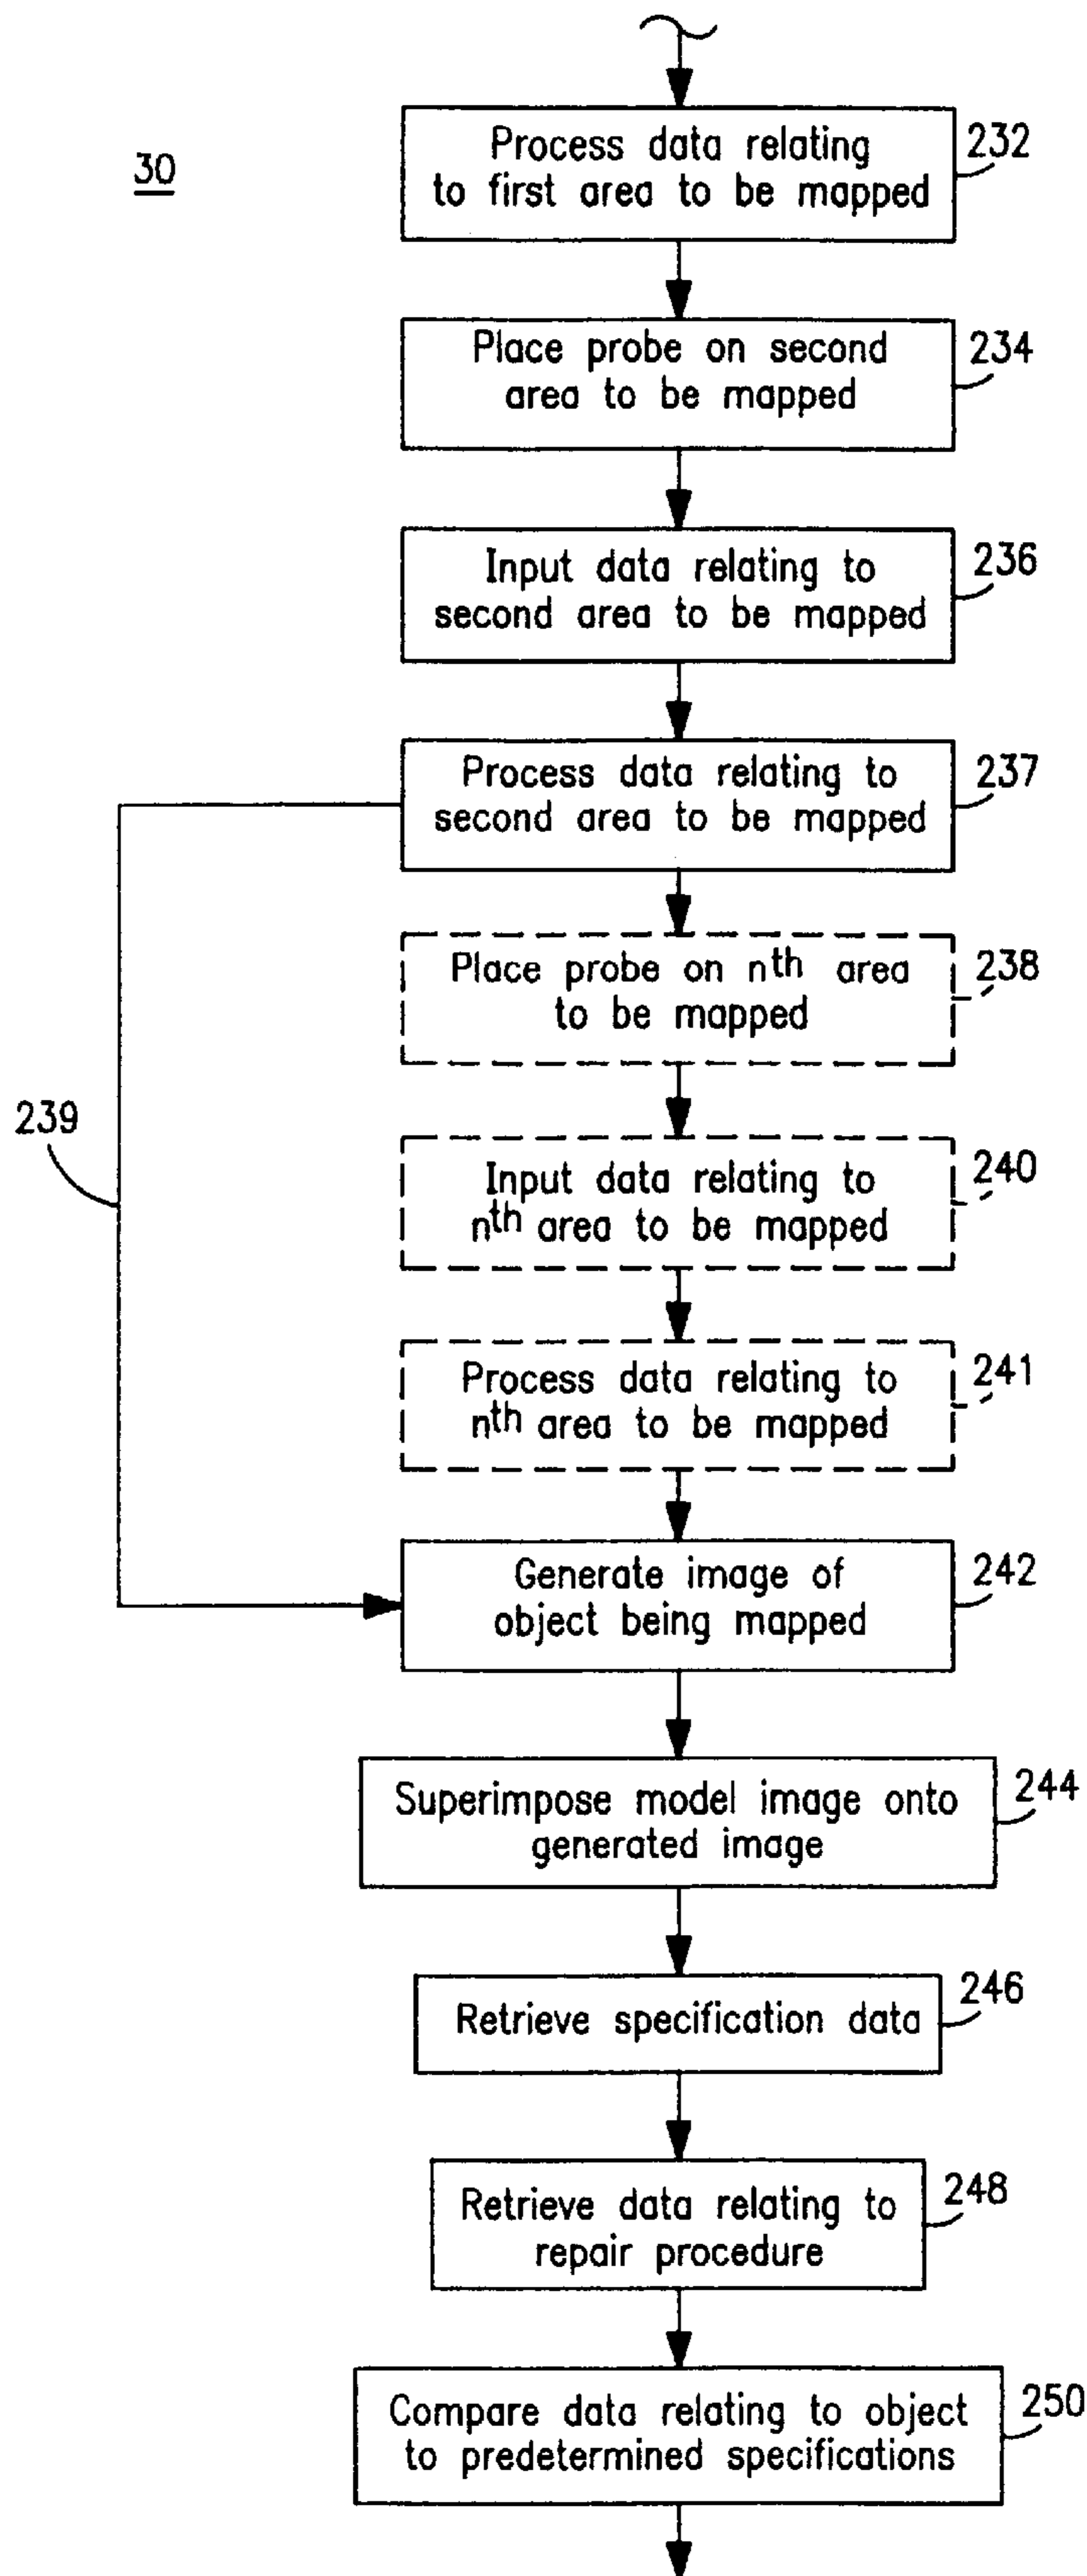 30
Process data relating
to first area to be mapped
232
Place probe on second
area to be mapped
234
Input data relating to
second area to be mapped
236
Process data relating to
second area to be mapped
237
Place probe on nth area
to be mapped
238
239
Input data relating to
nth area to be mapped
240
Process data relating to
nth area to be mapped
241
Generate image of
object being mapped
242
Superimpose model image onto
generated image
244
Retrieve specification data
246
Retrieve data relating to
repair procedure
248
Compare data relating to object
to predetermined specifications
250